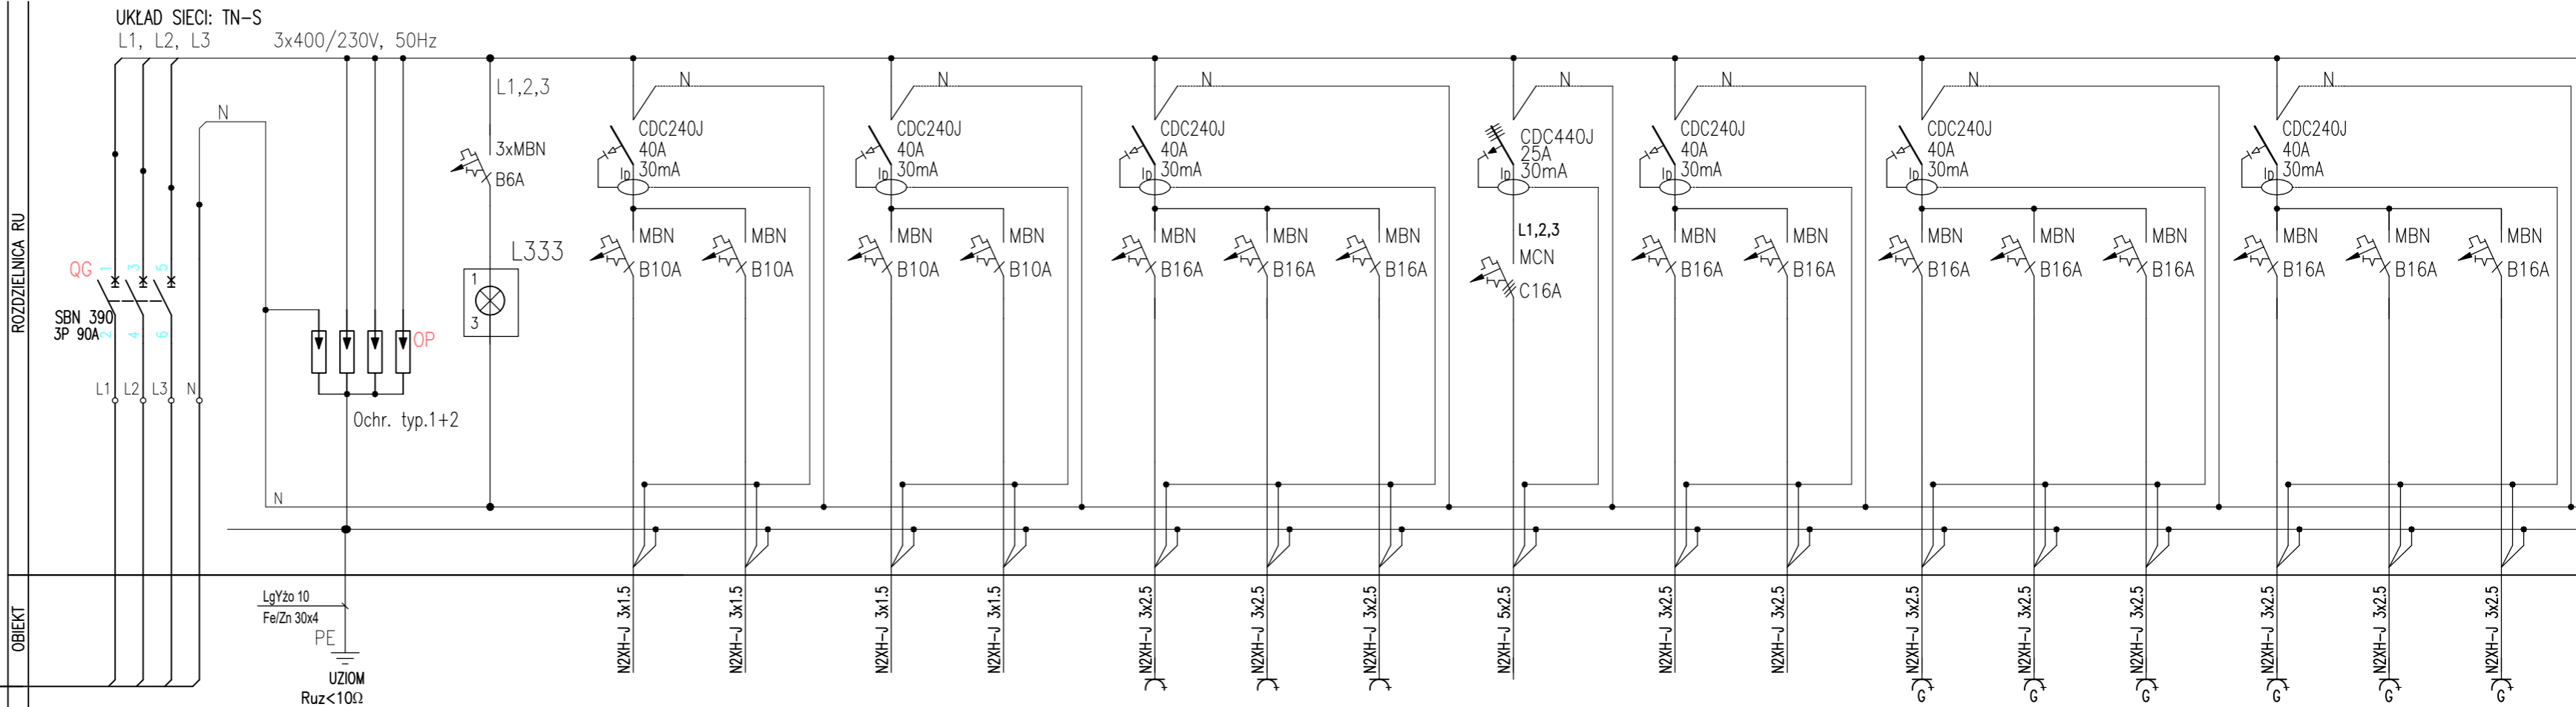 UKŁAD SIECI: TN-S
L1, L2, L3 3x400/230V, 50Hz
N
L1,2,3
3xMBN
B6A
L333
1
3
QG
1 3 5
SBN 390
3P 90A
2 4 6
L1 L2 L3 N
OP
Ochr. typ.1+2
N
N
CDC240J
40A
30mA
ID
MBN
B10A
MBN
B10A
N
CDC240J
40A
30mA
ID
MBN
B10A
MBN
B10A
N
CDC240J
40A
30mA
ID
MBN
B16A
MBN
B16A
MBN
B16A
N
CDC440J
25A
30mA
ID
L1,2,3
MCN
C16A
N
CDC240J
40A
30mA
ID
MBN
B16A
MBN
B16A
N
CDC240J
40A
30mA
ID
MBN
B16A
MBN
B16A
MBN
B16A
N
CDC240J
40A
30mA
ID
MBN
B16A
MBN
B16A
MBN
B16A
ROZDZIELNICA RU
OBIEKT
LgYżo 10
Fe/Zn 30x4
PE
UZIOM
Ruz<10Ω
N2XH-J 3x1.5
N2XH-J 3x1.5
N2XH-J 3x1.5
N2XH-J 3x1.5
N2XH-J 3x2.5
N2XH-J 3x2.5
N2XH-J 3x2.5
N2XH-J 5x2.5
N2XH-J 3x2.5
N2XH-J 3x2.5
N2XH-J 3x2.5
N2XH-J 3x2.5
N2XH-J 3x2.5
N2XH-J 3x2.5
N2XH-J 3x2.5
N2XH-J 3x2.5
G G G G G G